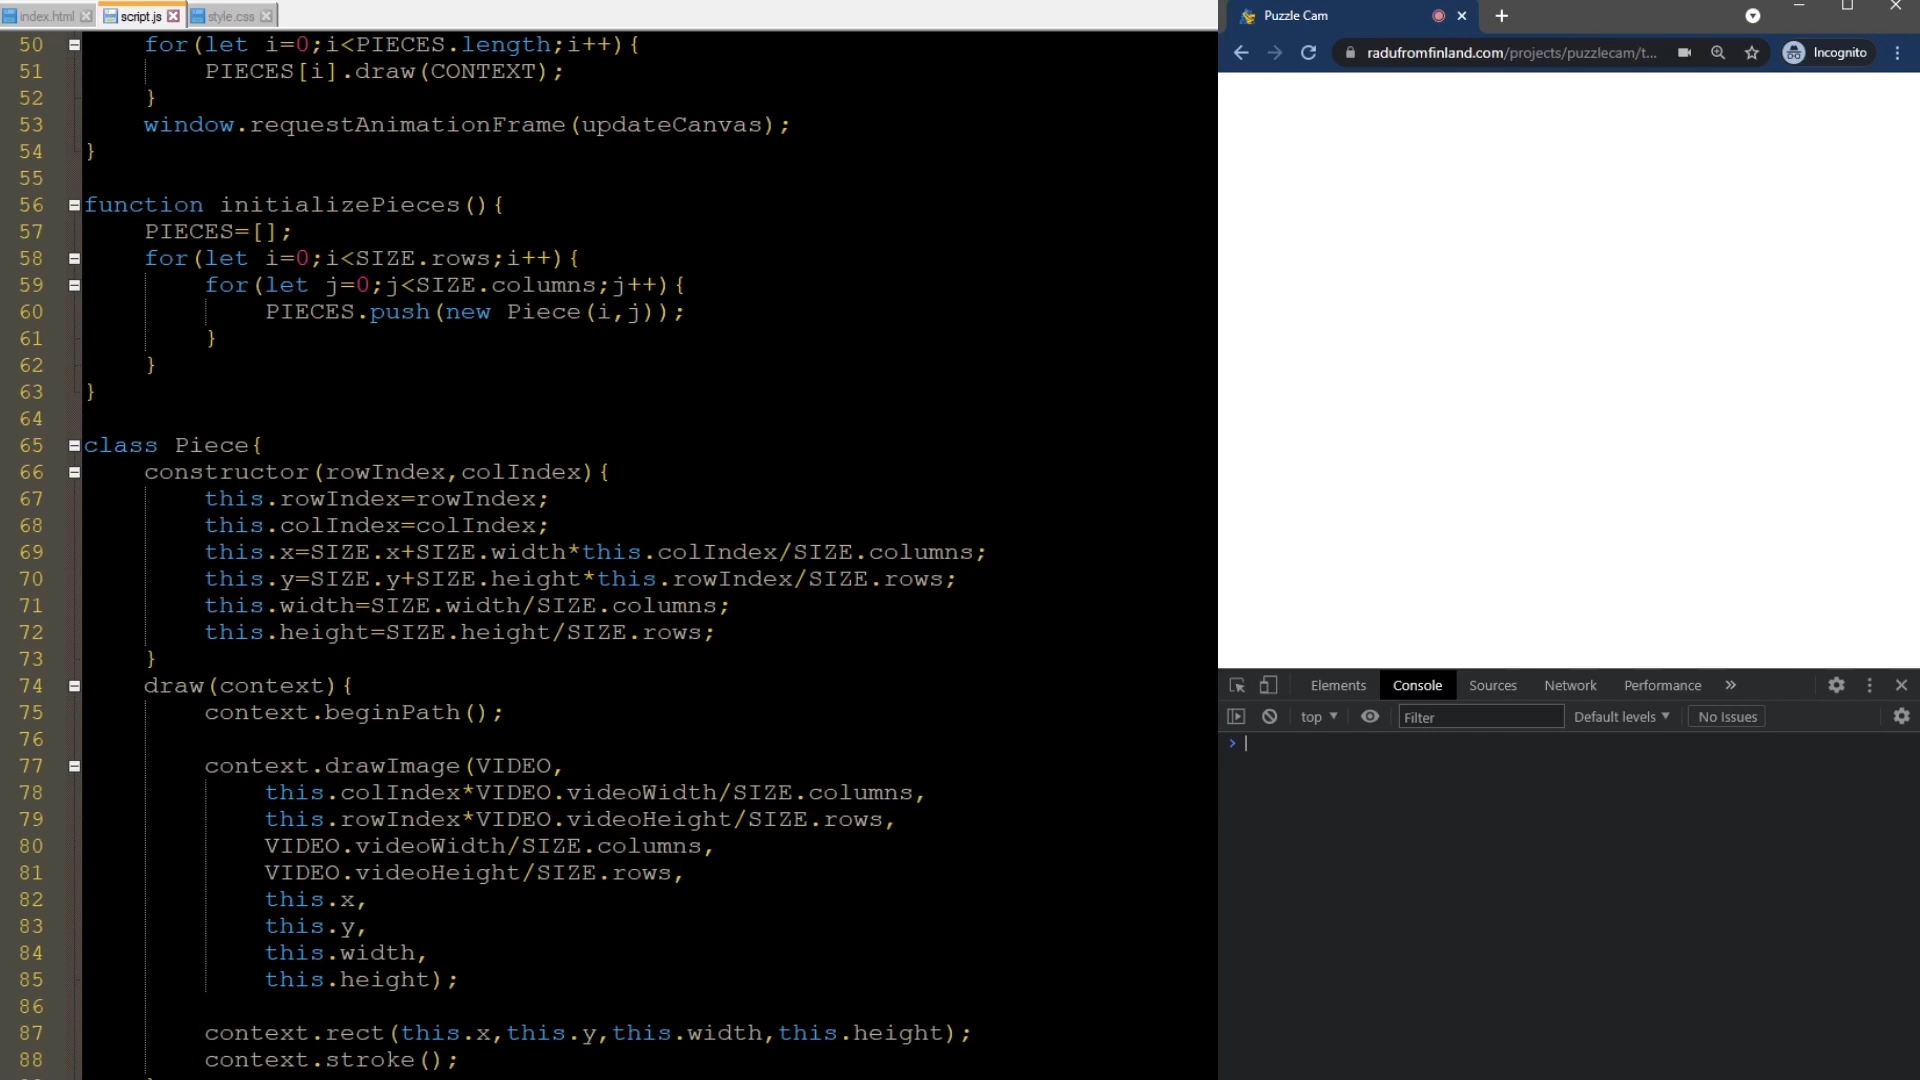 index.html script.js style.css
50 for(let i=0;i<PIECES.length;i++){
51 PIECES[i].draw(CONTEXT);
52 }
53 window.requestAnimationFrame(updateCanvas);
54 }
55
56 function initializePieces(){
57 PIECES=[];
58 for(let i=0;i<SIZE.rows;i++){
59 for(let j=0;j<SIZE.columns;j++){
60 PIECES.push(new Piece(i,j));
61 }
62 }
63 }
64
65 class Piece{
66 constructor(rowIndex,colIndex){
67 this.rowIndex=rowIndex;
68 this.colIndex=colIndex;
69 this.x=SIZE.x+SIZE.width*this.colIndex/SIZE.columns;
70 this.y=SIZE.y+SIZE.height*this.rowIndex/SIZE.rows;
71 this.width=SIZE.width/SIZE.columns;
72 this.height=SIZE.height/SIZE.rows;
73 }
74 draw(context){
75 context.beginPath();
76
77 context.drawImage(VIDEO,
78 this.colIndex*VIDEO.videoWidth/SIZE.columns,
79 this.rowIndex*VIDEO.videoHeight/SIZE.rows,
80 VIDEO.videoWidth/SIZE.columns,
81 VIDEO.videoHeight/SIZE.rows,
82 this.x,
83 this.y,
84 this.width,
85 this.height);
86
87 context.rect(this.x,this.y,this.width,this.height);
88 context.stroke();
Puzzle Cam
radufromfinland.com/projects/puzzlecam/t... Incognito
Elements Console Sources Network Performance »
top Filter Default levels No Issues
>